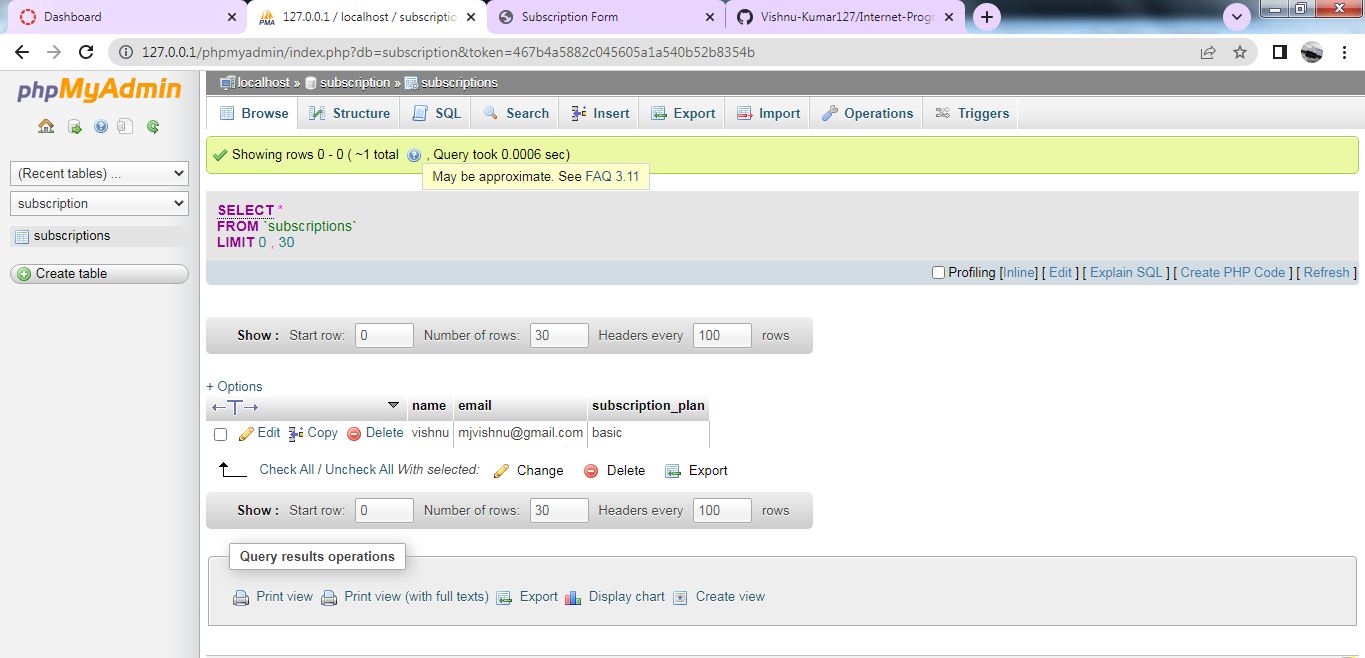 Dashboard
127.0.0.1 / localhost / subscriptio
Subscription Form
Vishnu-Kumar127/Internet-Prog
127.0.0.1/phpmyadmin/index.php?db=subscription&token=467b4a5882c045605a1a540b52b8354b
phpMyAdmin
(Recent tables) ...
subscription
subscriptions
Create table
localhost » subscription » subscriptions
Browse Structure SQL Search Insert Export Import Operations Triggers
Showing rows 0 - 0 ( ~1 total , Query took 0.0006 sec)
May be approximate. See FAQ 3.11
SELECT *
FROM `subscriptions`
LIMIT 0 , 30
Profiling [Inline] [ Edit ] [ Explain SQL ] [ Create PHP Code ] [ Refresh ]
Show : Start row: 0 Number of rows: 30 Headers every 100 rows
+ Options
←T→ name email subscription_plan
Edit Copy Delete vishnu mjvishnu@gmail.com basic
Check All / Uncheck All With selected: Change Delete Export
Show : Start row: 0 Number of rows: 30 Headers every 100 rows
Query results operations
Print view Print view (with full texts) Export Display chart Create view